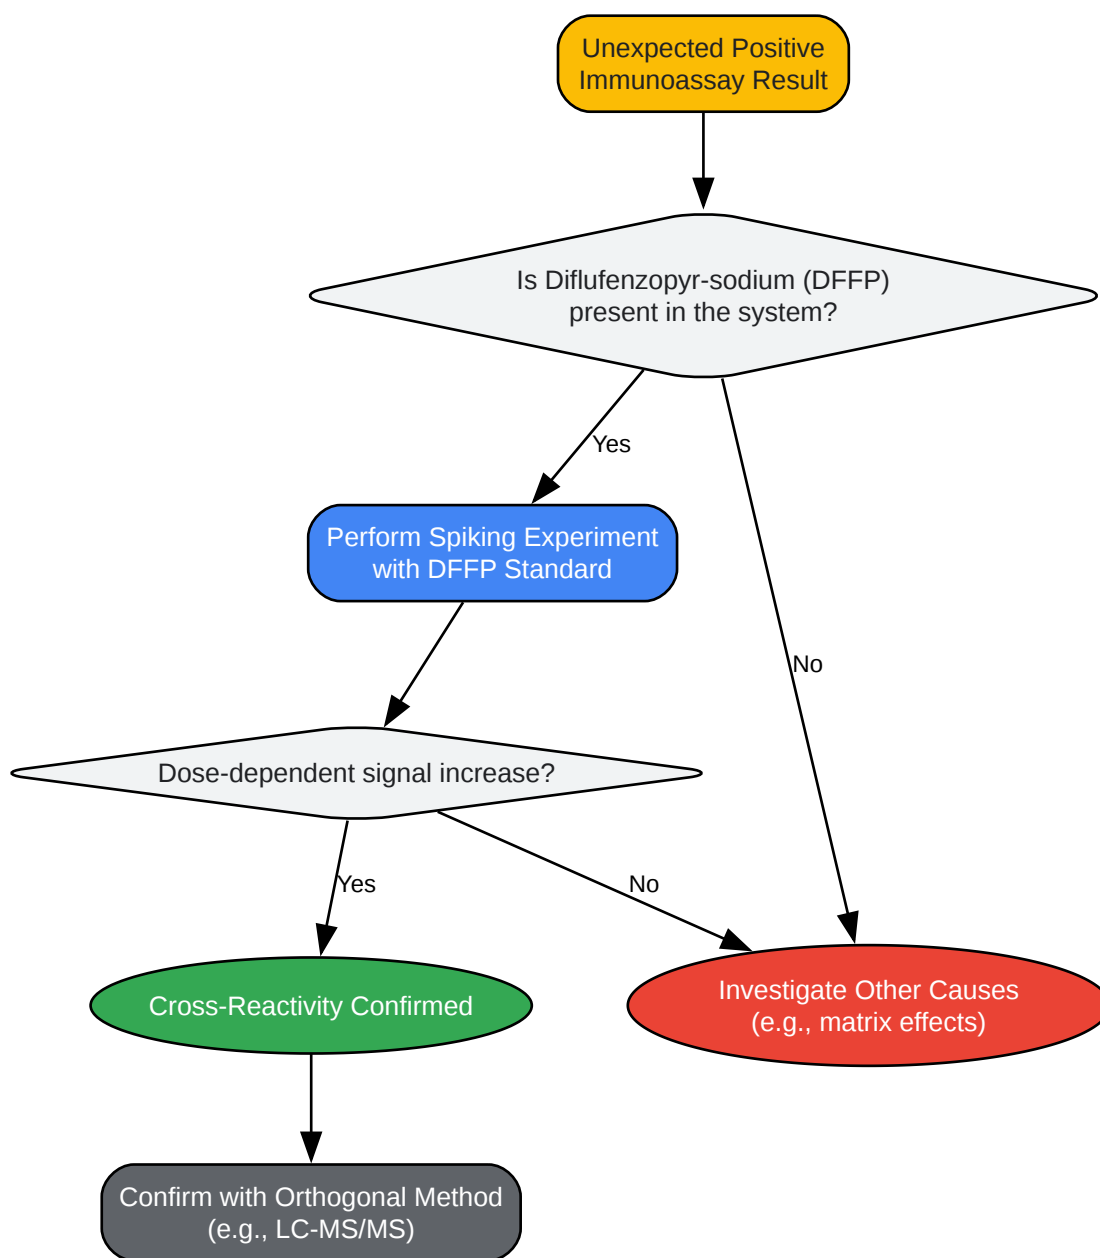 Unexpected Positive
Immunoassay Result
Is Diflufenzopyr-sodium (DFFP)
present in the system?
Yes
Perform Spiking Experiment
with DFFP Standard
No
Dose-dependent signal increase?
Yes
No
Cross-Reactivity Confirmed
Investigate Other Causes
(e.g., matrix effects)
Confirm with Orthogonal Method
(e.g., LC-MS/MS)